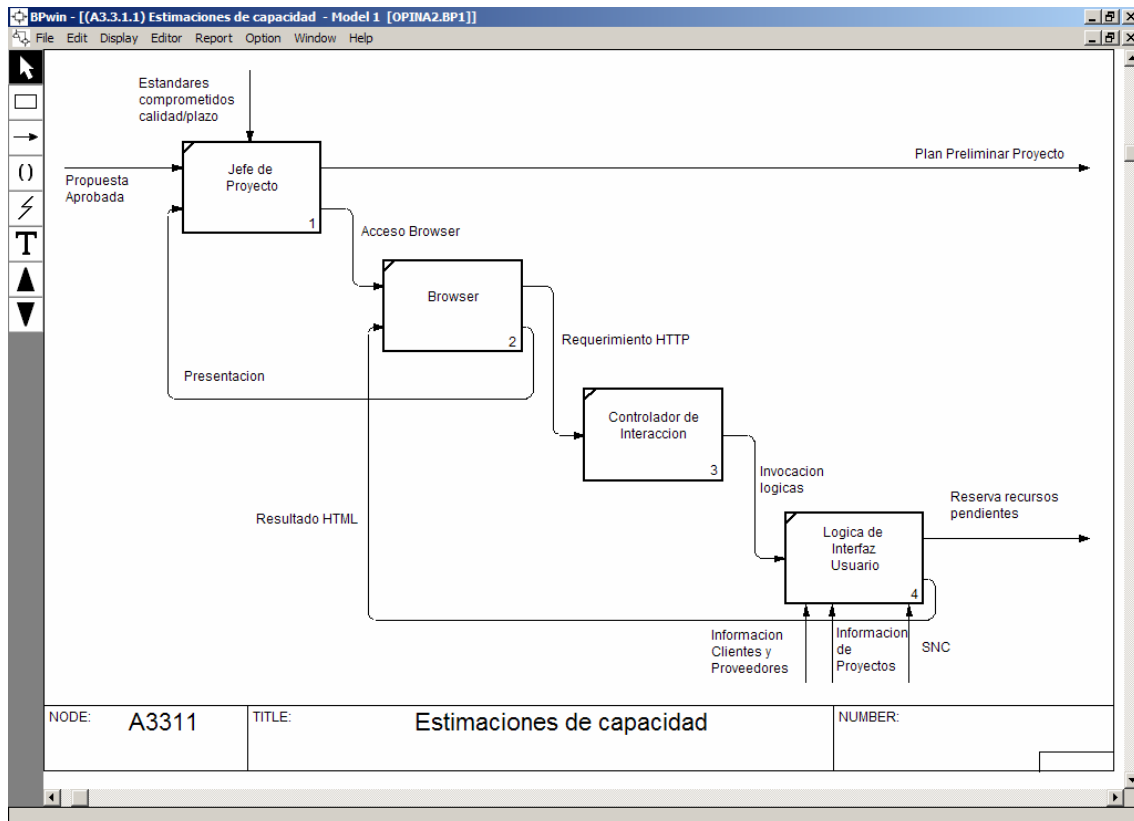 BPwin - [(A3.3.1.1) Estimaciones de capacidad - Model 1 [OPINA2.BP1]]
File Edit Display Editor Report Option Window Help
Estandares
comprometidos
calidad/plazo
Propuesta
Aprobada
Jefe de
Proyecto
1
Plan Preliminar Proyecto
Acceso Browser
Browser
2
Requerimiento HTTP
Presentacion
Controlador de
Interaccion
3
Invocacion
logicas
Resultado HTML
Reserva recursos
pendientes
Logica de
Interfaz
Usuario
4
Informacion
Clientes y
Proveedores
Informacion
de
Proyectos
SNC
NODE:
A3311
TITLE:
Estimaciones de capacidad
NUMBER:
( )
T